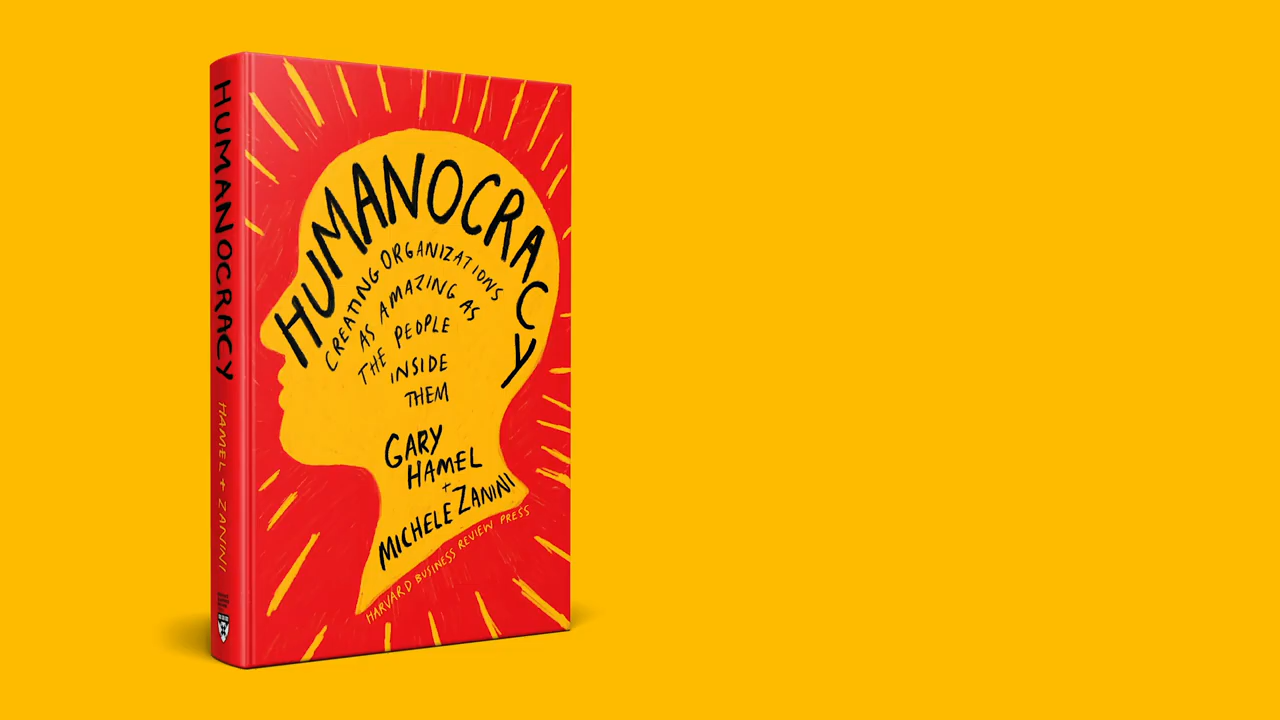 HUMANOCRACY
HAMEL + ZANINI
HUMANOCRACY
CREATING ORGANIZATIONS
AS AMAZING AS
THE PEOPLE
INSIDE
THEM
GARY
HAMEL
+
MICHELE ZANINI
HARVARD BUSINESS REVIEW PRESS